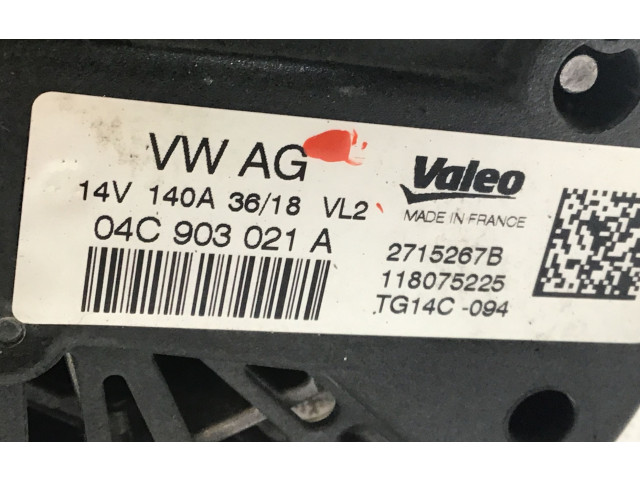 VW AG
14V 140A 36/18 VL2
04C 903 021 A
Valeo
MADE IN FRANCE
2715267B
118075225
TG14C -094